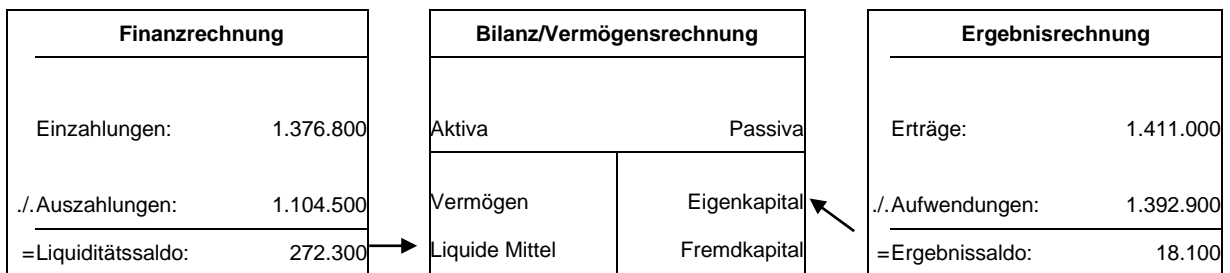 Finanzrechnung
Einzahlungen: 1.376.800
./.Auszahlungen: 1.104.500
=Liquiditätssaldo: 272.300
Bilanz/Vermögensrechnung
Aktiva Passiva
Vermögen Eigenkapital
Liquide Mittel Fremdkapital
Ergebnisrechnung
Erträge: 1.411.000
./.Aufwendungen: 1.392.900
=Ergebnissaldo: 18.100